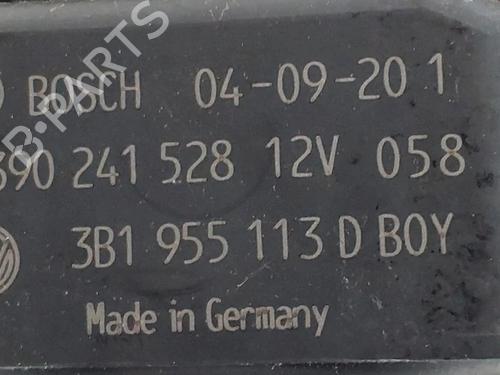 BOSCH 04-09-20 1
390 241 528 12V 058
3B1 955 113 D BOY
Made in Germany
B-PARTS